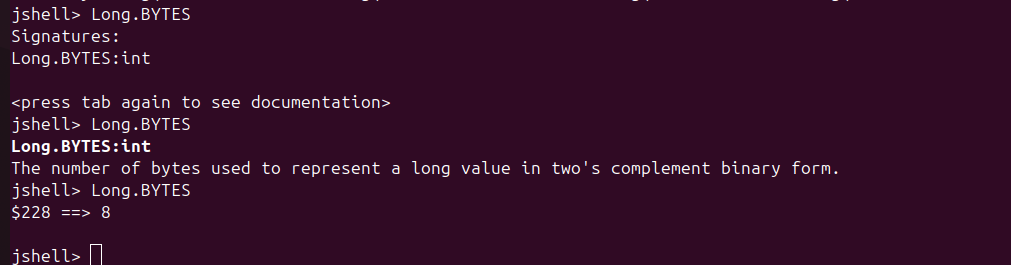 jshell> Long.BYTES
Signatures:
Long.BYTES:int
<press tab again to see documentation>
jshell> Long.BYTES
Long.BYTES:int
The number of bytes used to represent a long value in two's complement binary form.
jshell> Long.BYTES
$228 ==> 8
jshell>